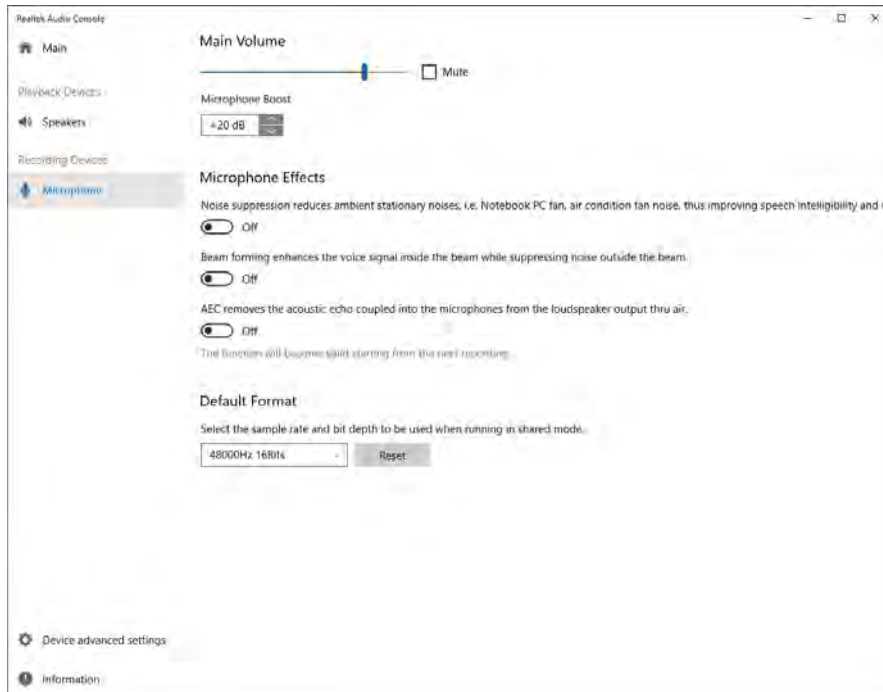 Realtek Audio Console
Main
Playback Devices
Speakers
Recording Devices
Microphone
Device advanced settings
Information
Main Volume
Mute
Microphone Boost
+20 dB
Microphone Effects
Noise suppression reduces ambient stationary noises, i.e. Notebook PC fan, air condition fan noise, thus improving speech intelligibility and
Off
Beam forming enhances the voice signal inside the beam while suppressing noise outside the beam.
Off
AEC removes the acoustic echo coupled into the microphones from the loudspeaker output thru air.
Off
The function will become valid starting from the next recording.
Default Format
Select the sample rate and bit depth to be used when running in shared mode.
48000Hz 16Bits
Reset